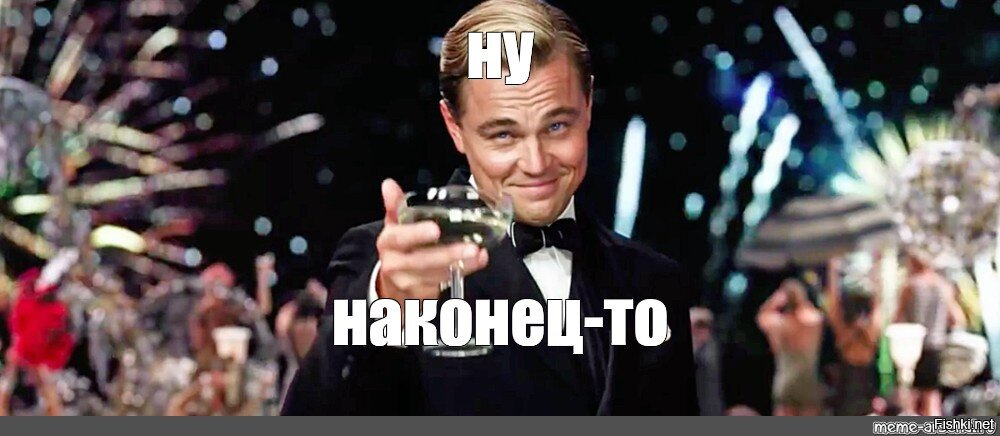 ну
наконец-то
Fishki.net